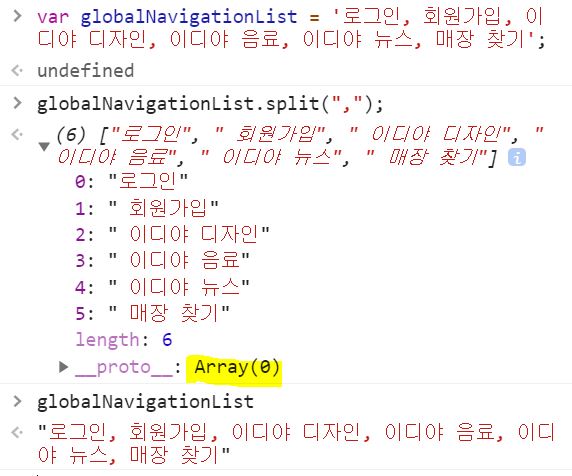 > var globalNavigationList = '로그인, 회원가입, 이
디야 디자인, 이디야 음료, 이디야 뉴스, 매장 찾기';
undefined
> globalNavigationList.split(",");
(6) ["로그인", " 회원가입", " 이디야 디자인", "
이디야 음료", " 이디야 뉴스", " 매장 찾기"] i
0: "로그인"
1: " 회원가입"
2: " 이디야 디자인"
3: " 이디야 음료"
4: " 이디야 뉴스"
5: " 매장 찾기"
length: 6
__proto__: Array(0)
> globalNavigationList
"로그인, 회원가입, 이디야 디자인, 이디야 음료, 이디
야 뉴스, 매장 찾기"